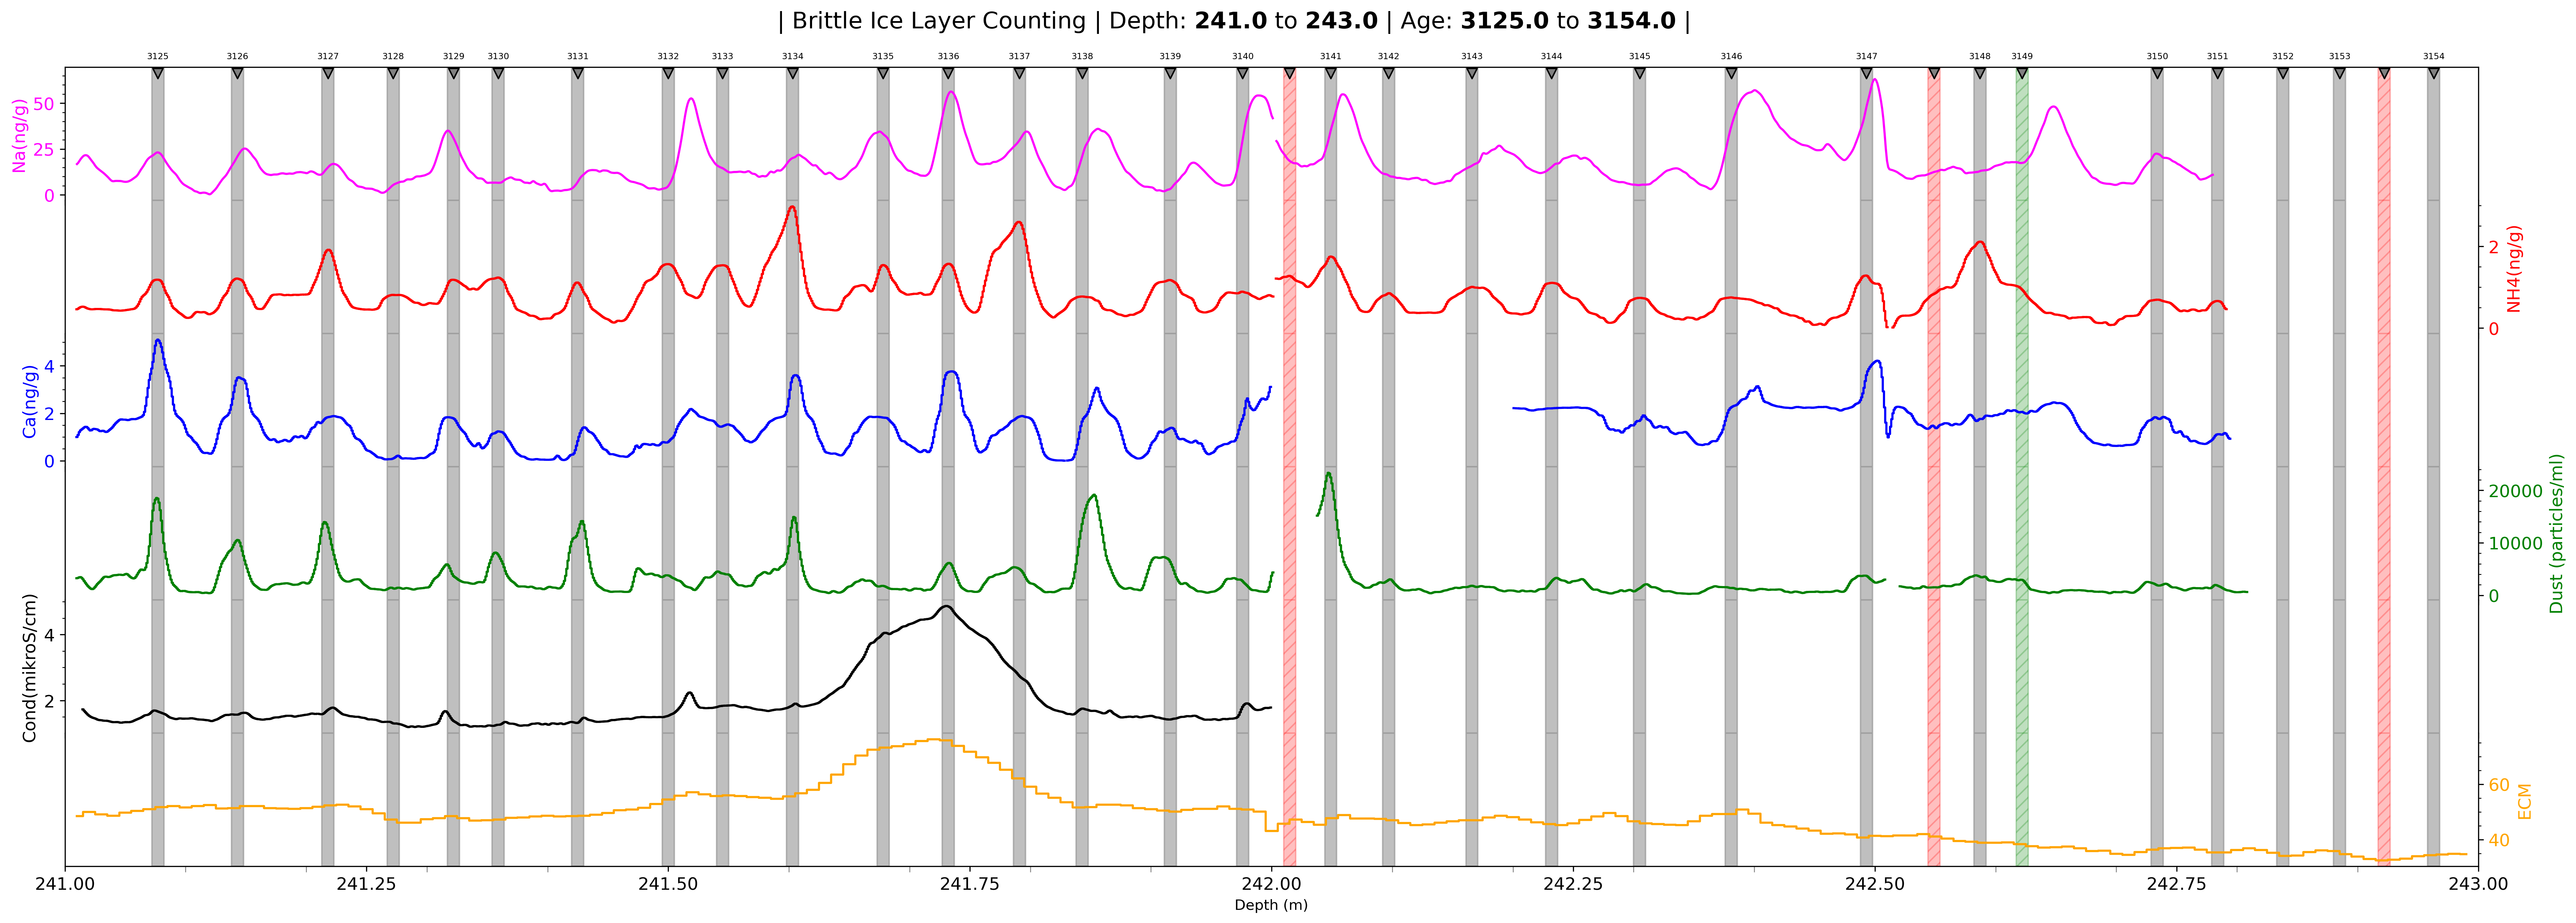 | Brittle Ice Layer Counting | Depth: 241.0 to 243.0 | Age: 3125.0 to 3154.0 |
3125 3126 3127 3128 3129 3130 3131 3132 3133 3134 3135 3136 3137 3138 3139 3140 3141 3142 3143 3144 3145 3146 3147 3148 3149 3150 3151 3152 3153 3154
Na(ng/g)
50
25
0
NH4(ng/g)
2
0
Ca(ng/g)
4
2
0
Dust (particles/ml)
20000
10000
0
Cond(mikroS/cm)
4
2
ECM
60
40
241.00 241.25 241.50 241.75 242.00 242.25 242.50 242.75 243.00
Depth (m)